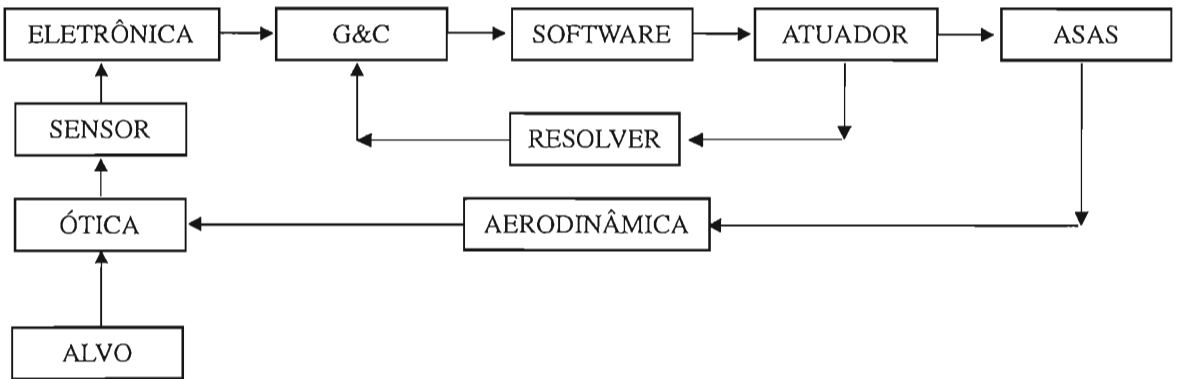 ELETRÔNICA
G&C
SOFTWARE
ATUADOR
ASAS
SENSOR
RESOLVER
ÓTICA
AERODINÂMICA
ALVO